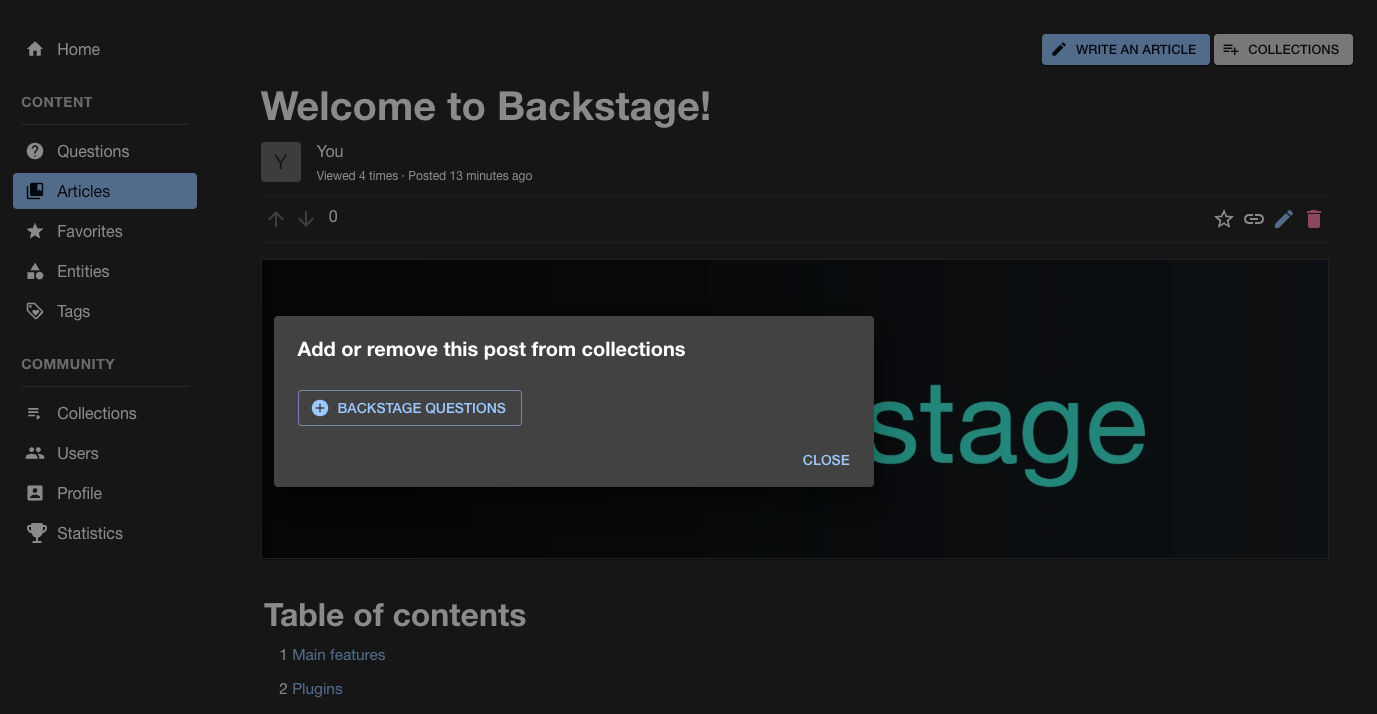 Home
WRITE AN ARTICLE
COLLECTIONS
CONTENT
Welcome to Backstage!
Questions
Y
You
Viewed 4 times · Posted 13 minutes ago
Articles
0
Favorites
Entities
Tags
Add or remove this post from collections
COMMUNITY
BACKSTAGE QUESTIONS
Collections
stage
Users
CLOSE
Profile
Statistics
Table of contents
1 Main features
2 Plugins